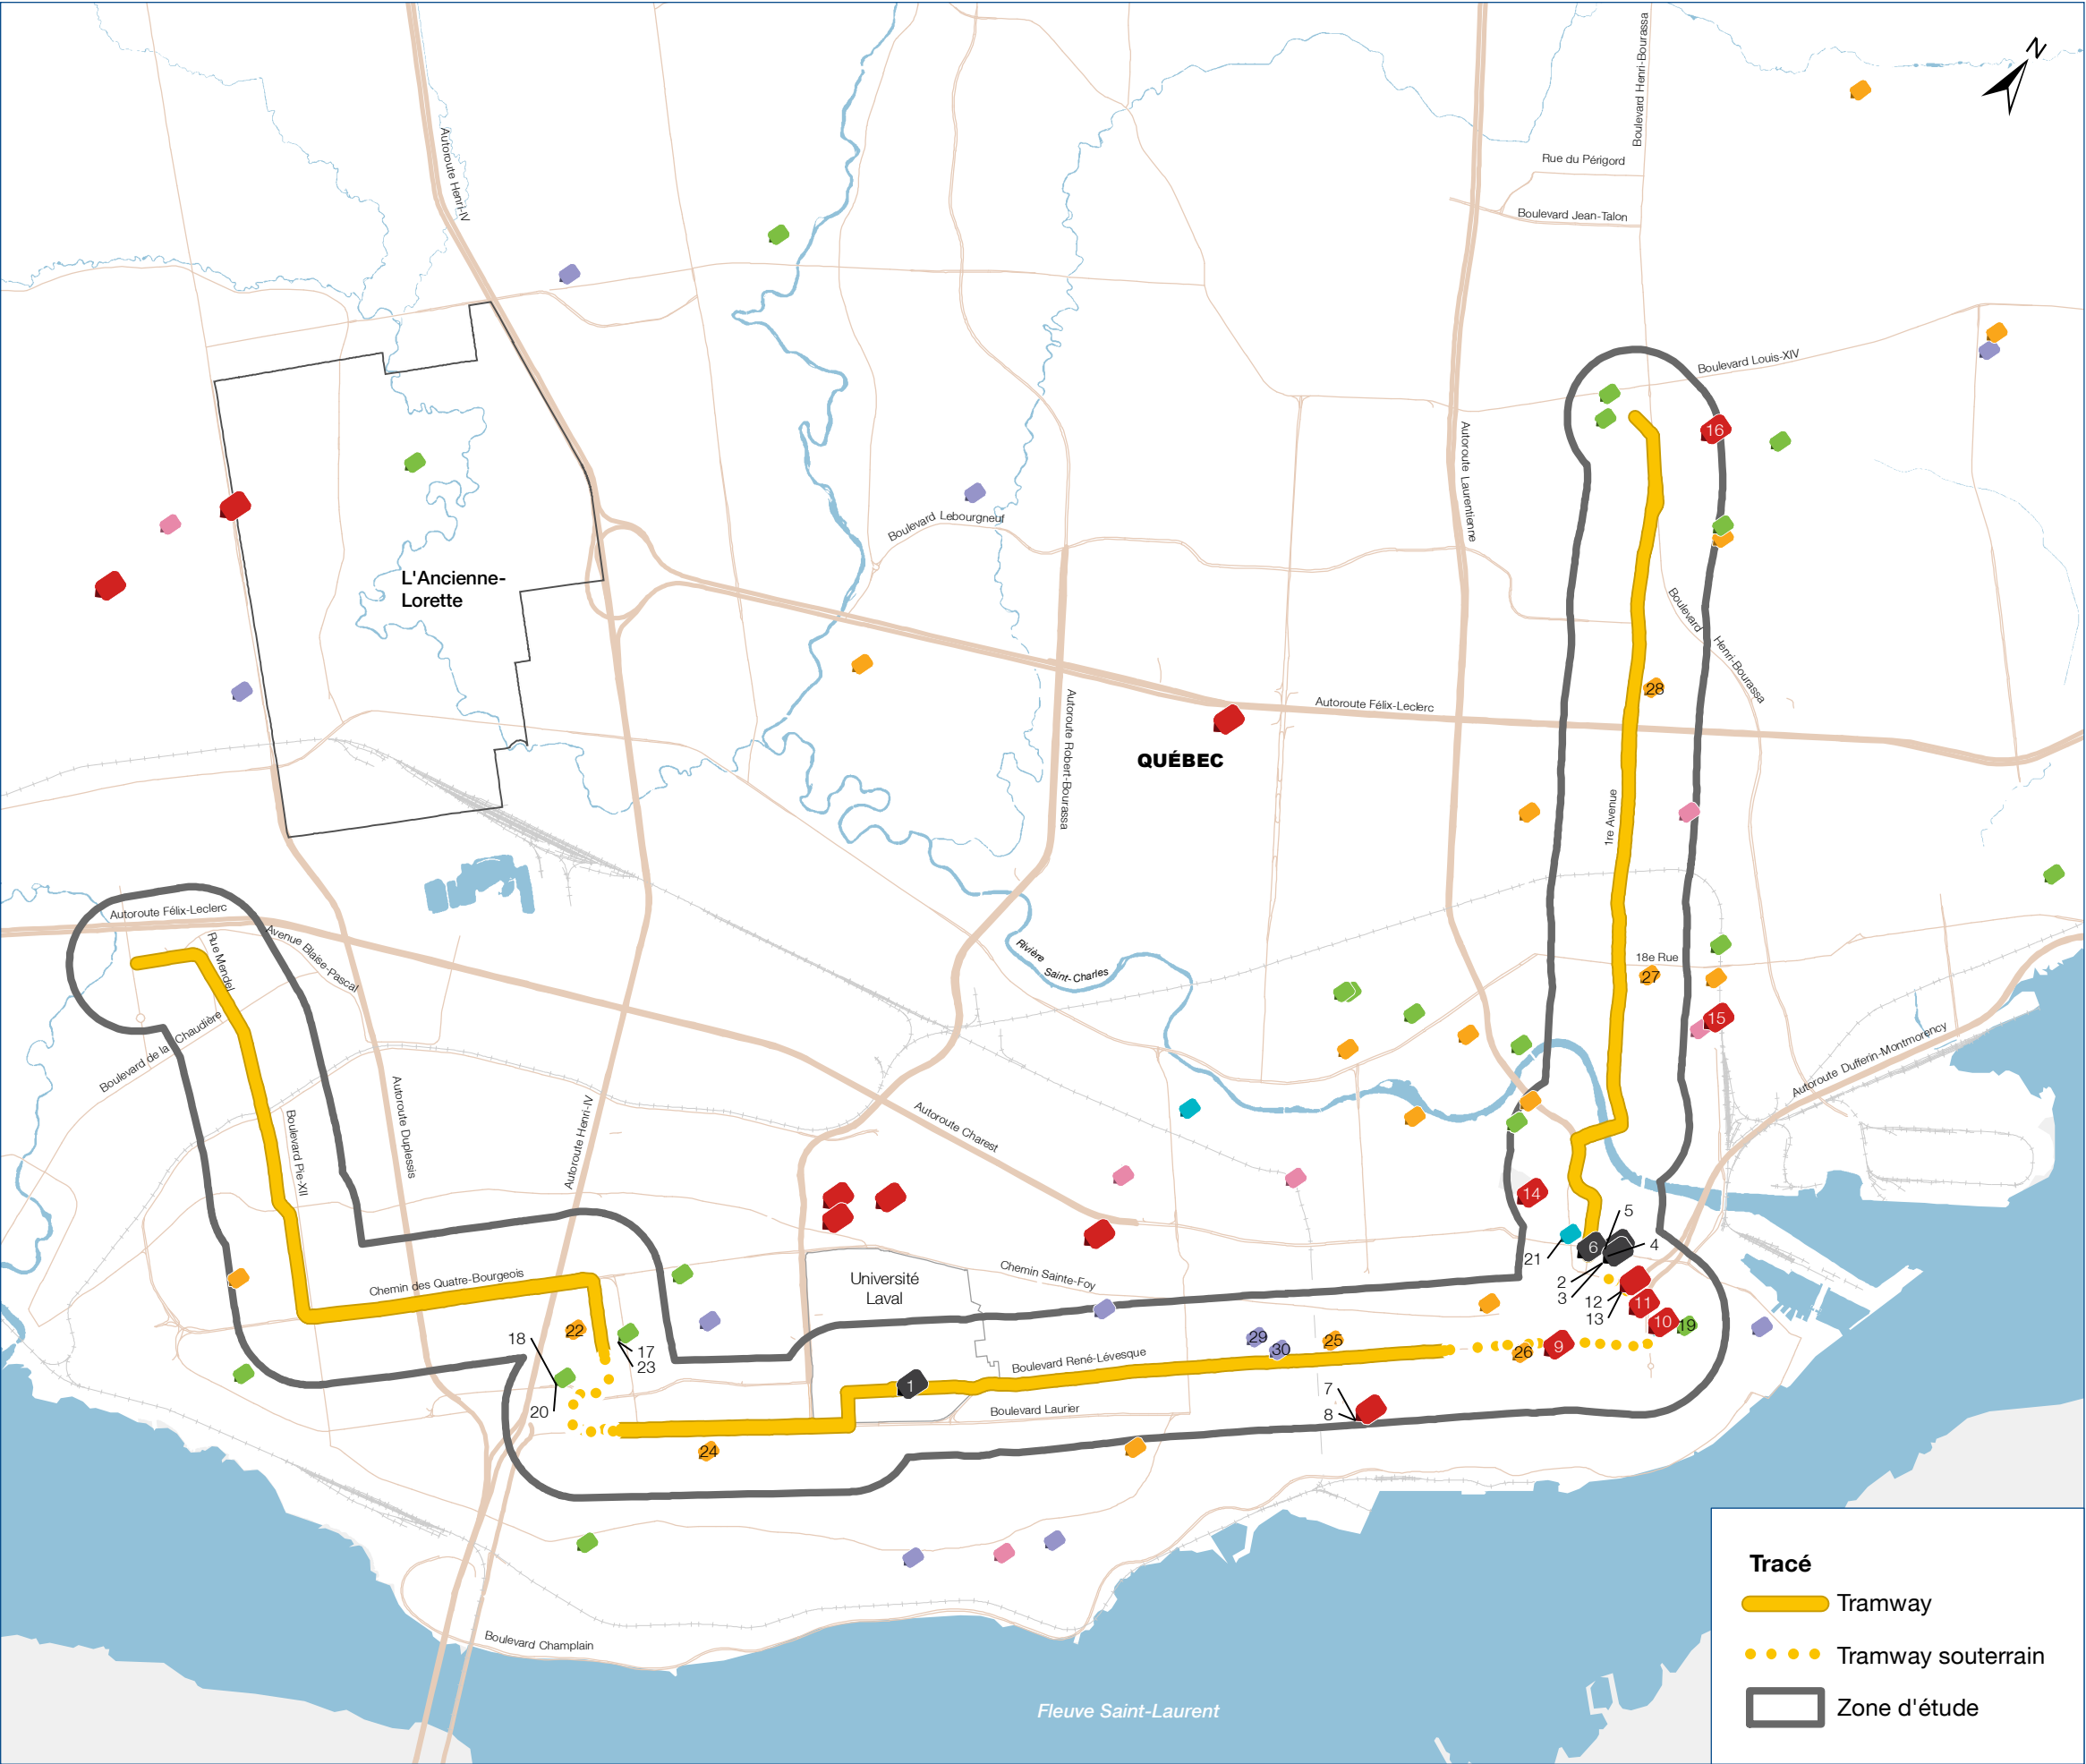 N
Boulevard Henri-Bourassa
Rue du Périgord
Boulevard Jean-Talon
Autoroute Henri-IV
Boulevard Louis-XIV
16
Autoroute Laurentienne
Boulevard Lebourgneuf
L'Ancienne-
Lorette
Boulevard
Henri-Bourassa
28
Autoroute Félix-Leclerc
Autoroute Robert-Bourassa
QUÉBEC
1re Avenue
Autoroute Félix-Leclerc
Rue Mendel
Avenue Blaise-Pascal
Rivière
Saint-Charles
18e Rue
27
15
Boulevard de la Chaudière
Autoroute Dufferin-Montmorency
Boulevard Pie-XII
Autoroute Duplessis
Autoroute Henri-IV
Autoroute Charest
14
5
6
4
21
2
3
12
13
11
10
19
Chemin Sainte-Foy
Université
Laval
Chemin des Quatre-Bourgeois
22
18
17
23
20
29
30
25
26
9
Boulevard René-Lévesque
1
Boulevard Laurier
7
8
24
Boulevard Champlain
Fleuve Saint-Laurent
Tracé
Tramway
Tramway souterrain
Zone d'étude